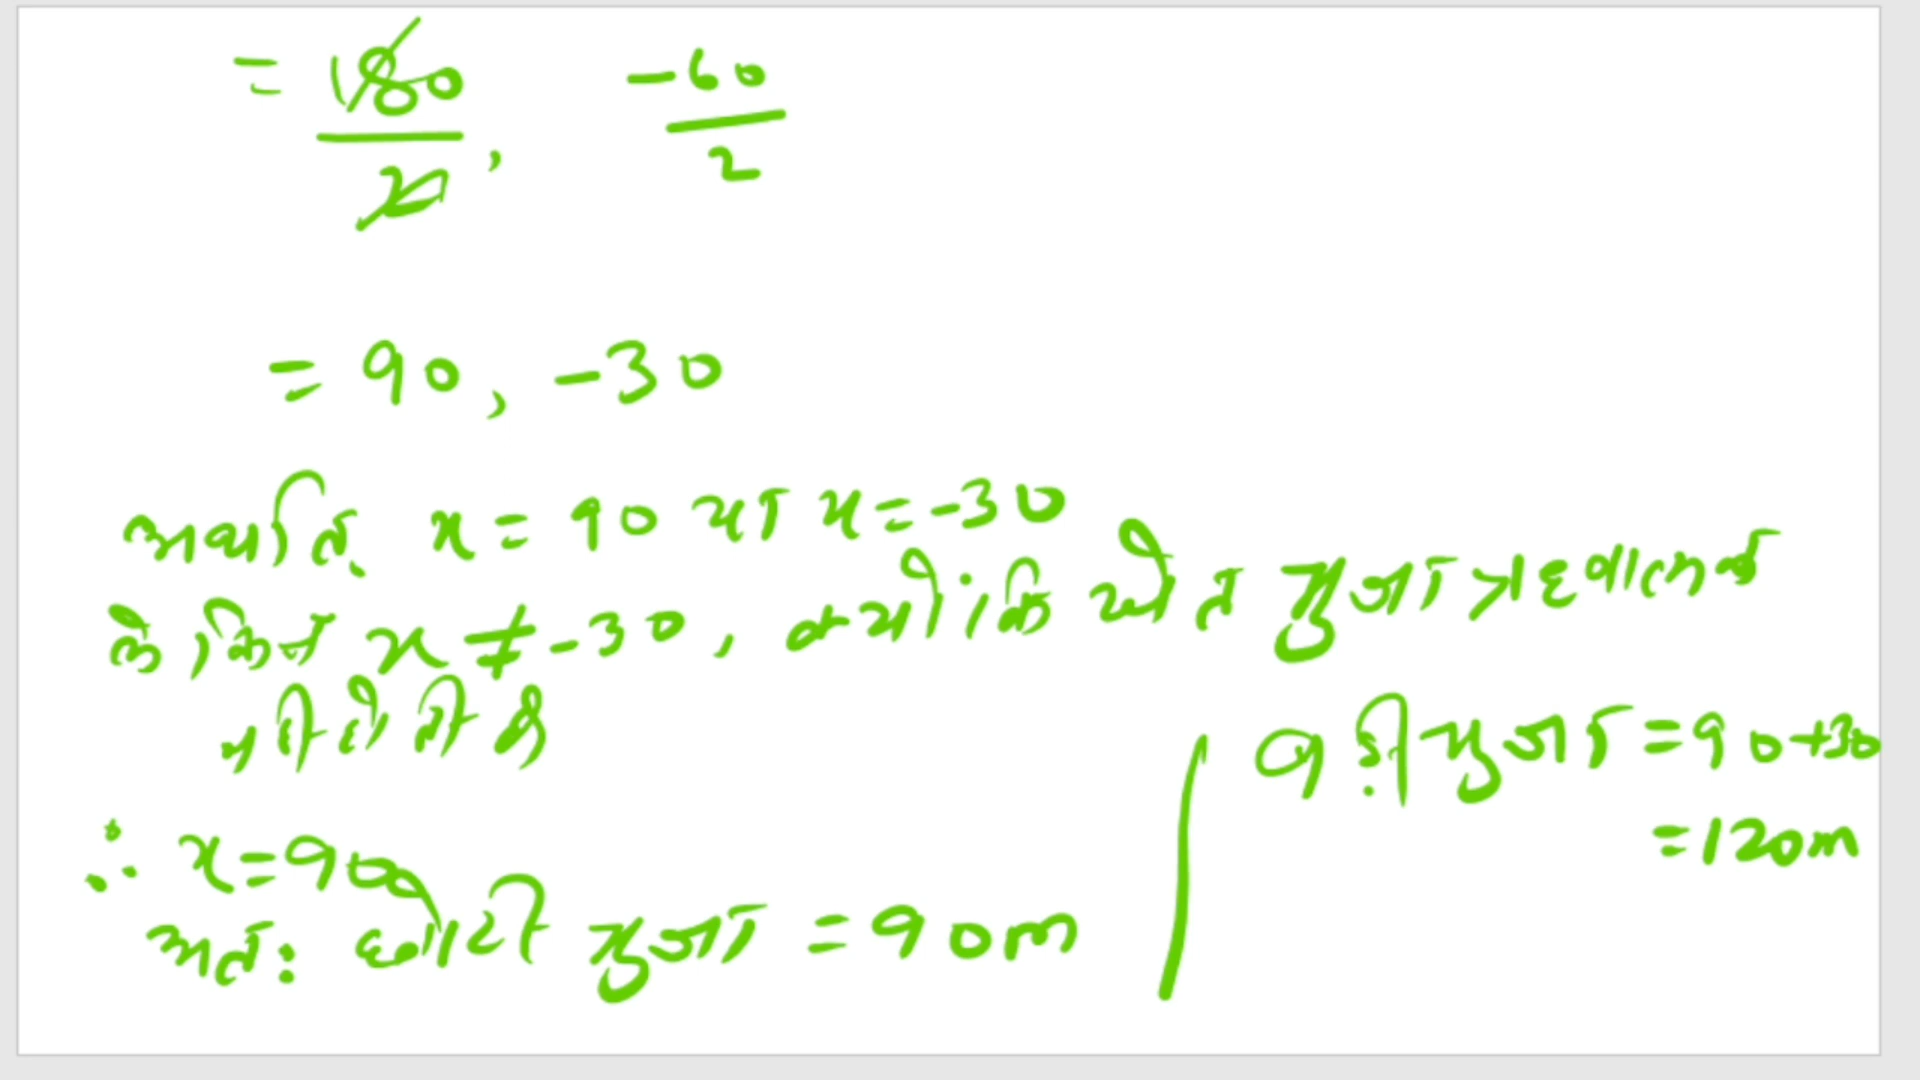 = 180/2, -60/2
= 90, -30
अर्थात् x = 90 या x = -30
लेकिन x ≠ -30, क्योंकि खेत भुजा ऋणात्मक
नहीं होती है
∴ x = 90
अतः छोटी भुजा = 90m
बड़ी भुजा = 90+30
= 120m